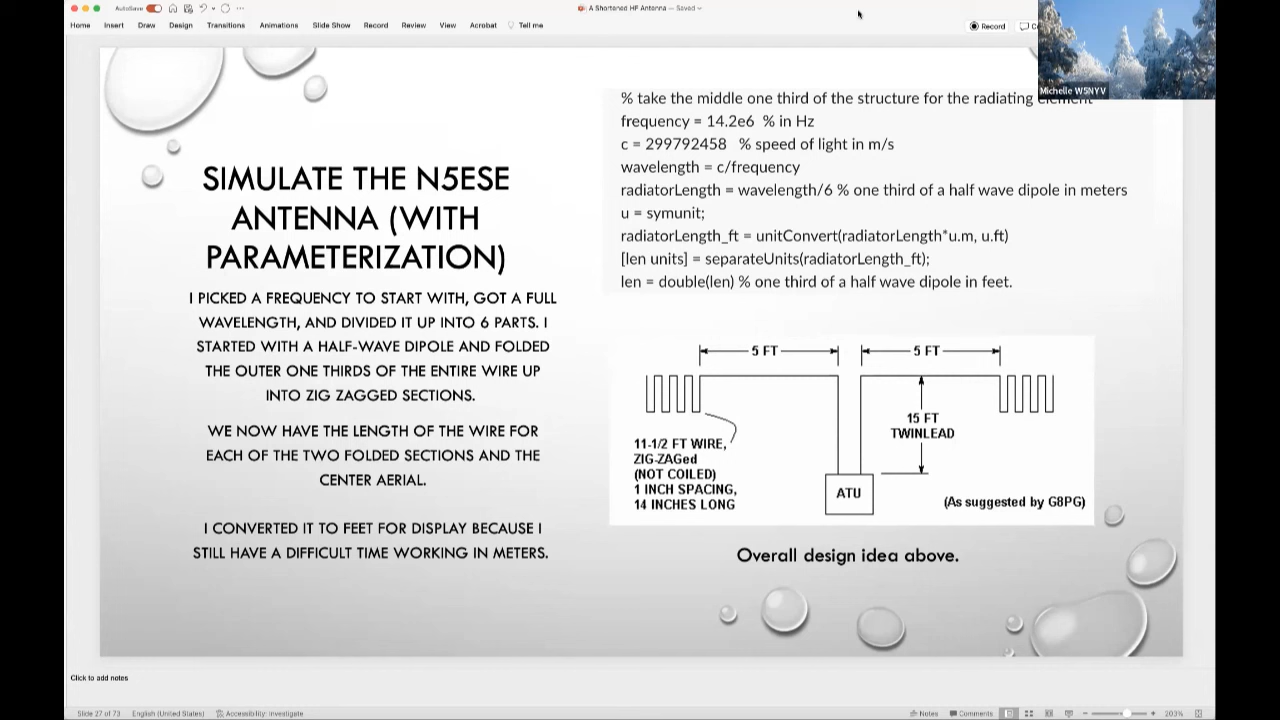 AutoSave
A Shortened HF Antenna — Saved
Home Insert Draw Design Transitions Animations Slide Show Record Review View Acrobat Tell me
Record
Michelle W5NYV
SIMULATE THE N5ESE
ANTENNA (WITH
PARAMETERIZATION)
I PICKED A FREQUENCY TO START WITH, GOT A FULL
WAVELENGTH, AND DIVIDED IT UP INTO 6 PARTS. I
STARTED WITH A HALF-WAVE DIPOLE AND FOLDED
THE OUTER ONE THIRDS OF THE ENTIRE WIRE UP
INTO ZIG ZAGGED SECTIONS.
WE NOW HAVE THE LENGTH OF THE WIRE FOR
EACH OF THE TWO FOLDED SECTIONS AND THE
CENTER AERIAL.
I CONVERTED IT TO FEET FOR DISPLAY BECAUSE I
STILL HAVE A DIFFICULT TIME WORKING IN METERS.
% take the middle one third of the structure for the radiating element
frequency = 14.2e6 % in Hz
c = 299792458 % speed of light in m/s
wavelength = c/frequency
radiatorLength = wavelength/6 % one third of a half wave dipole in meters
u = symunit;
radiatorLength_ft = unitConvert(radiatorLength*u.m, u.ft)
[len units] = separateUnits(radiatorLength_ft);
len = double(len) % one third of a half wave dipole in feet.
5 FT 5 FT
15 FT
TWINLEAD
11-1/2 FT WIRE,
ZIG-ZAGed
(NOT COILED)
1 INCH SPACING,
14 INCHES LONG
ATU
(As suggested by G8PG)
Overall design idea above.
Click to add notes
Slide 27 of 73 English (United States) Accessibility: Investigate Notes Comments 203%